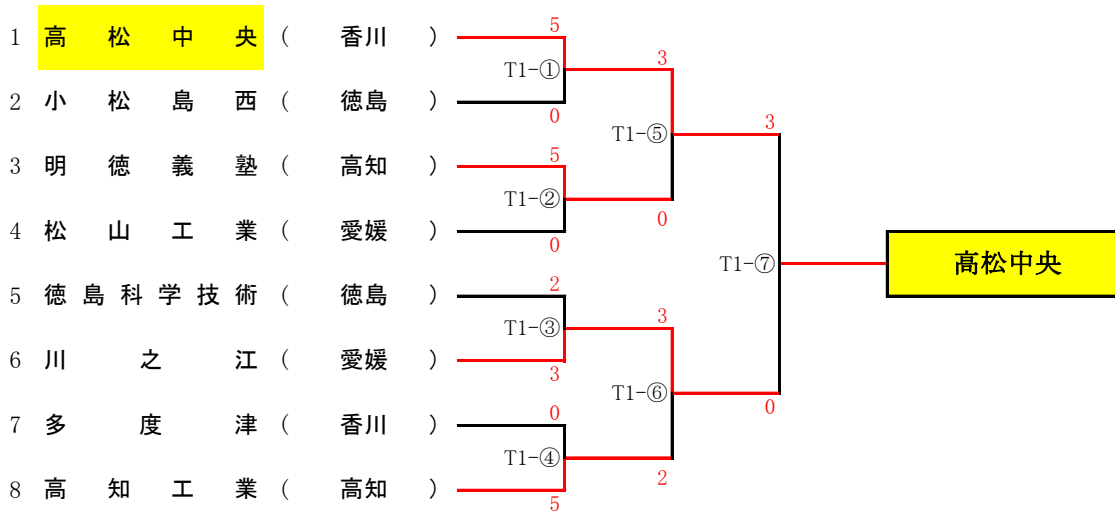 1 高松中央 ( 香川 )
5
T1-①
3
2 小松島西 ( 徳島 )
0
T1-⑤
3
3 明徳義塾 ( 高知 )
5
T1-②
0
4 松山工業 ( 愛媛 )
0
T1-⑦
高松中央
5 徳島科学技術 ( 徳島 )
2
T1-③
3
6 川之江 ( 愛媛 )
3
T1-⑥
0
7 多度津 ( 香川 )
0
T1-④
2
8 高知工業 ( 高知 )
5